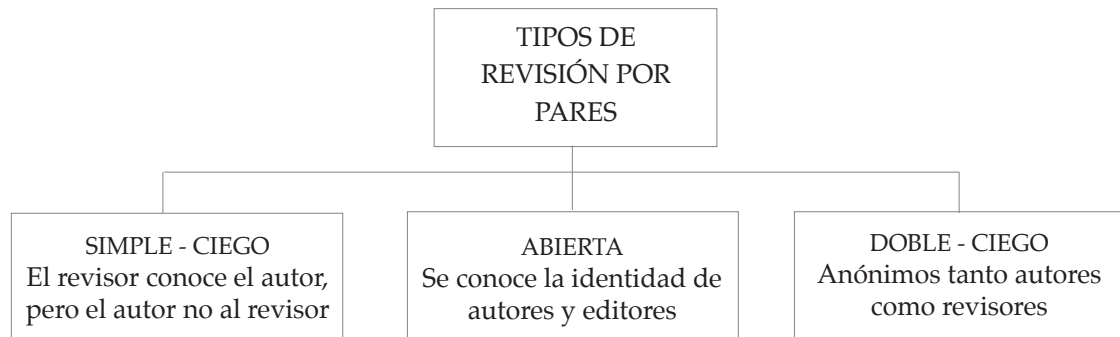 TIPOS DE
REVISIÓN POR
PARES
SIMPLE - CIEGO
El revisor conoce el autor,
pero el autor no al revisor
ABIERTA
Se conoce la identidad de
autores y editores
DOBLE - CIEGO
Anónimos tanto autores
como revisores